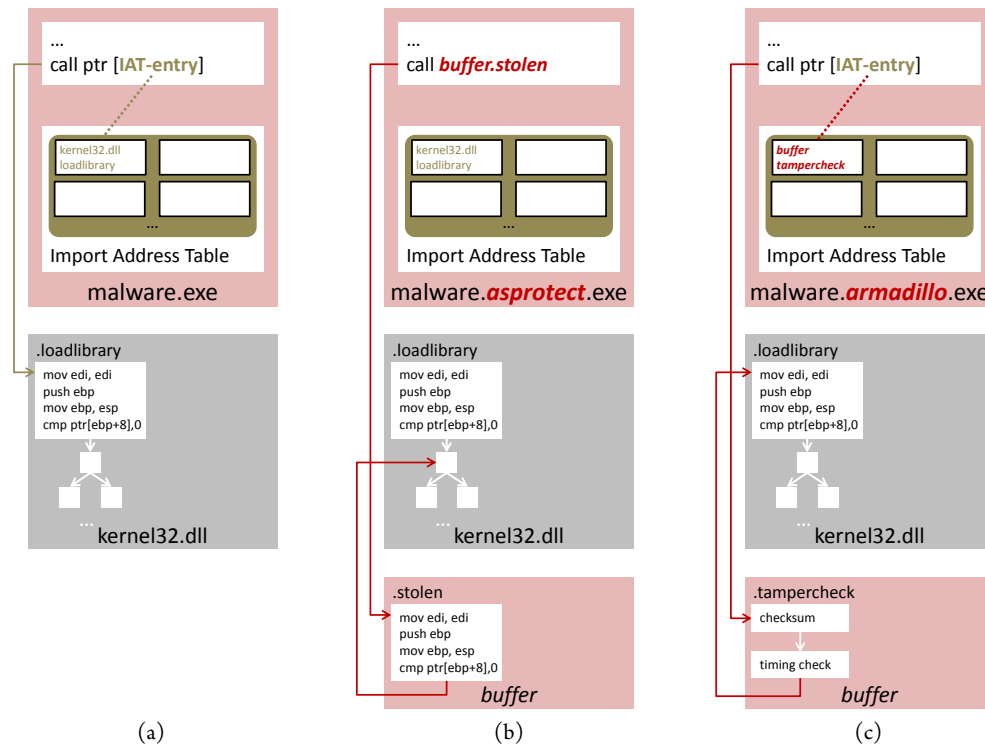 ...
call ptr [IAT-entry]
kernel32.dll
loadlibrary
...
Import Address Table
malware.exe
.loadlibrary
mov edi, edi
push ebp
mov ebp, esp
cmp ptr[ebp+8],0
...
kernel32.dll
(a)
...
call buffer.stolen
kernel32.dll
loadlibrary
...
Import Address Table
malware.asprotect.exe
.loadlibrary
mov edi, edi
push ebp
mov ebp, esp
cmp ptr[ebp+8],0
...
kernel32.dll
.stolen
mov edi, edi
push ebp
mov ebp, esp
cmp ptr[ebp+8],0
buffer
(b)
...
call ptr [IAT-entry]
buffer
tampercheck
...
Import Address Table
malware.armadillo.exe
.loadlibrary
mov edi, edi
push ebp
mov ebp, esp
cmp ptr[ebp+8],0
...
kernel32.dll
.tampercheck
checksum
timing check
buffer
(c)